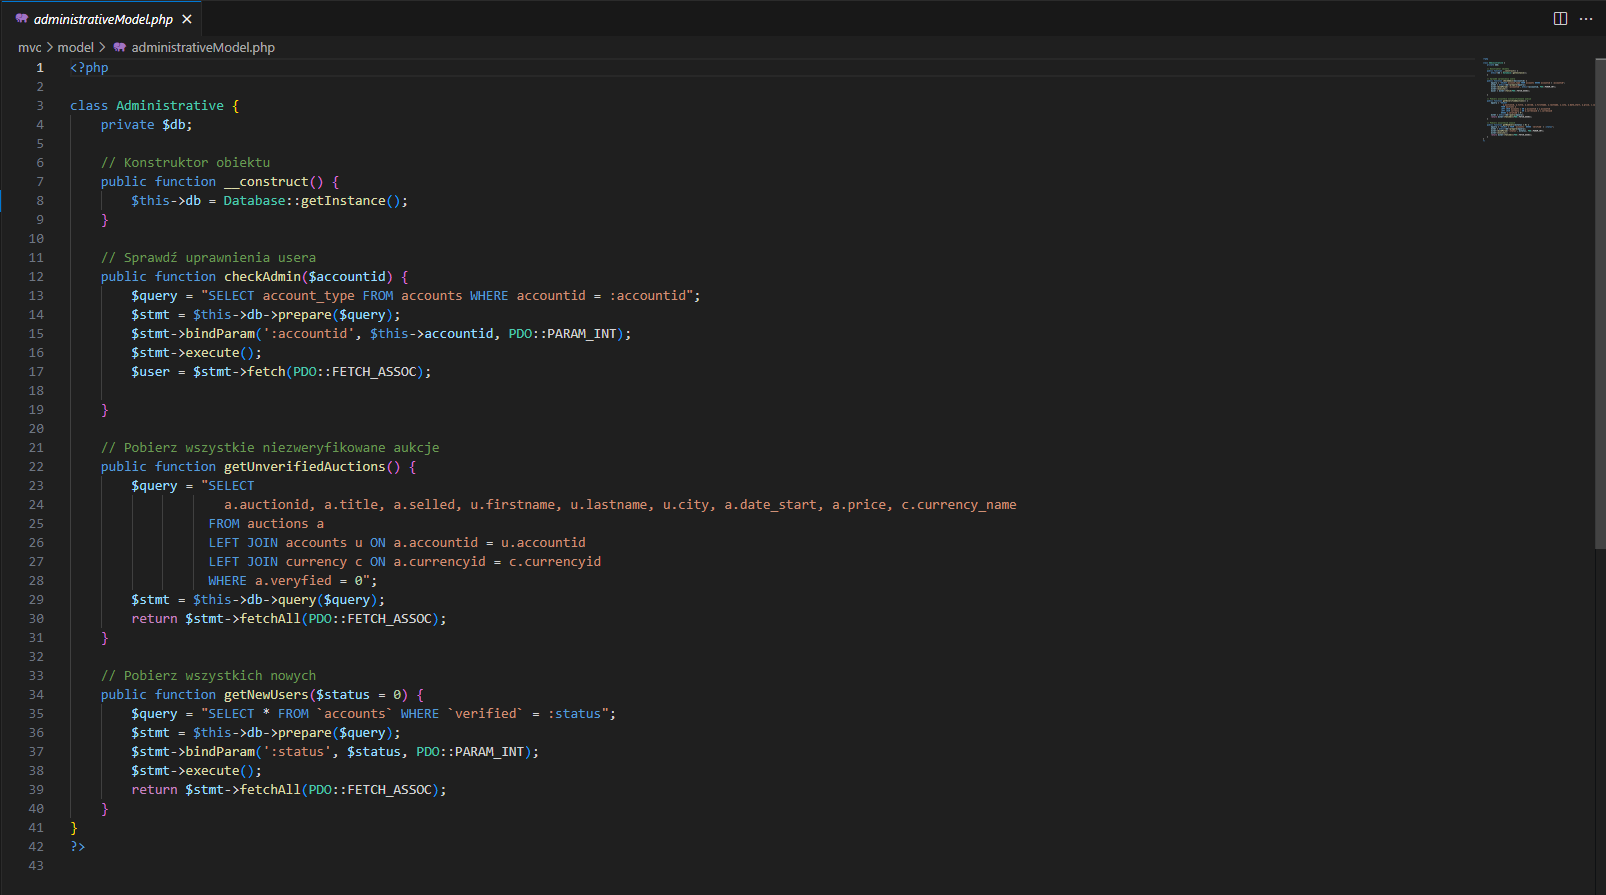 administrativeModel.php
mvc > model > administrativeModel.php
1 <?php
2
3 class Administrative {
4     private $db;
5
6     // Konstruktor obiektu
7     public function __construct() {
8         $this->db = Database::getInstance();
9     }
10
11     // Sprawdź uprawnienia usera
12     public function checkAdmin($accountid) {
13         $query = "SELECT account_type FROM accounts WHERE accountid = :accountid";
14         $stmt = $this->db->prepare($query);
15         $stmt->bindParam(':accountid', $this->accountid, PDO::PARAM_INT);
16         $stmt->execute();
17         $user = $stmt->fetch(PDO::FETCH_ASSOC);
18
19     }
20
21     // Pobierz wszystkie niezweryfikowane aukcje
22     public function getUnverifiedAuctions() {
23         $query = "SELECT
24                     a.auctionid, a.title, a.selled, u.firstname, u.lastname, u.city, a.date_start, a.price, c.currency_name
25                   FROM auctions a
26                   LEFT JOIN accounts u ON a.accountid = u.accountid
27                   LEFT JOIN currency c ON a.currencyid = c.currencyid
28                   WHERE a.veryfied = 0";
29         $stmt = $this->db->query($query);
30         return $stmt->fetchAll(PDO::FETCH_ASSOC);
31     }
32
33     // Pobierz wszystkich nowych
34     public function getNewUsers($status = 0) {
35         $query = "SELECT * FROM `accounts` WHERE `verified` = :status";
36         $stmt = $this->db->prepare($query);
37         $stmt->bindParam(':status', $status, PDO::PARAM_INT);
38         $stmt->execute();
39         return $stmt->fetchAll(PDO::FETCH_ASSOC);
40     }
41 }
42 ?>
43